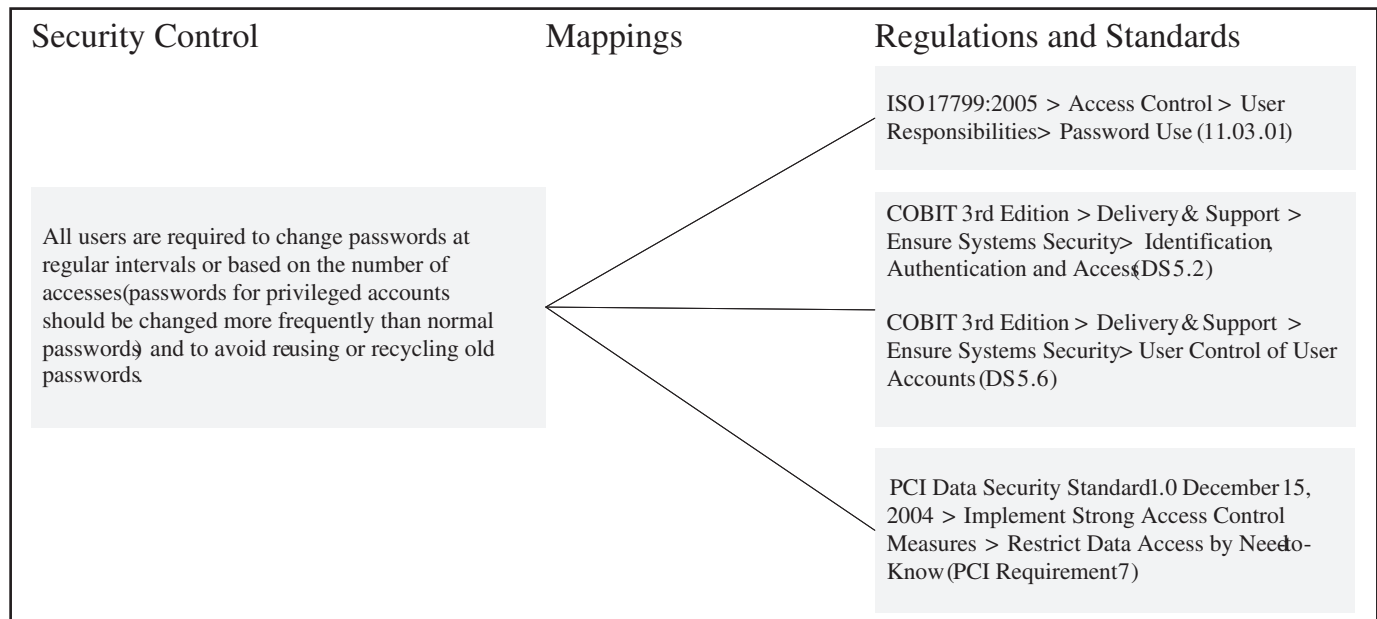 Security Control
Mappings
Regulations and Standards
All users are required to change passwords at
regular intervals or based on the number of
accesses(passwords for privileged accounts
should be changed more frequently than normal
passwords) and to avoid reusing or recycling old
passwords.
ISO17799:2005 > Access Control > User
Responsibilities> Password Use (11.03.01)
COBIT 3rd Edition > Delivery & Support >
Ensure Systems Security> Identification,
Authentication and Access(DS5.2)
COBIT 3rd Edition > Delivery & Support >
Ensure Systems Security> User Control of User
Accounts (DS5.6)
PCI Data Security Standard1.0 December 15,
2004 > Implement Strong Access Control
Measures > Restrict Data Access by Need-to-
Know (PCI Requirement7)